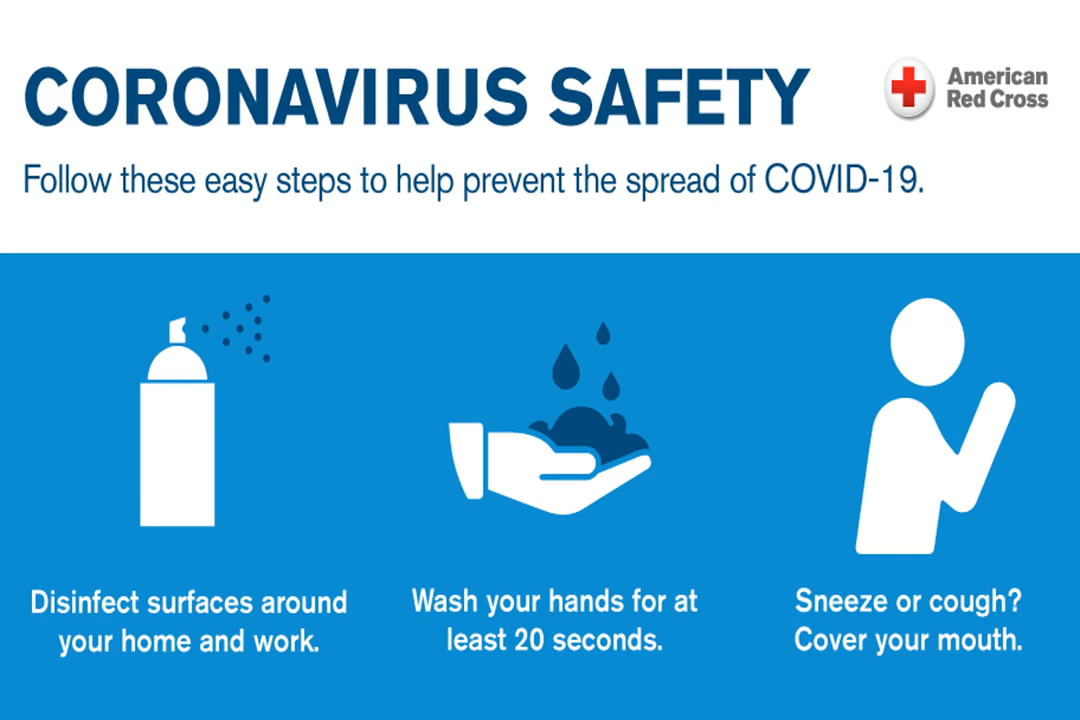 CORONAVIRUS SAFETY
American
Red Cross
Follow these easy steps to help prevent the spread of COVID-19.
Disinfect surfaces around
your home and work.
Wash your hands for at
least 20 seconds.
Sneeze or cough?
Cover your mouth.